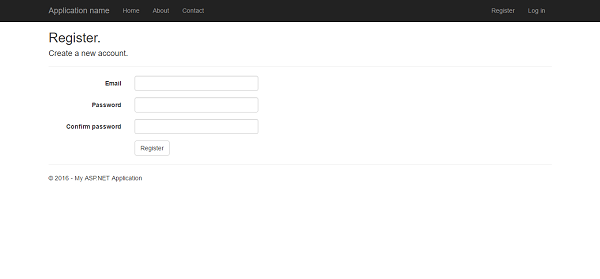 Application name Home About Contact Register Log in
Register.
Create a new account.
Email
Password
Confirm password
Register
© 2016 - My ASP.NET Application